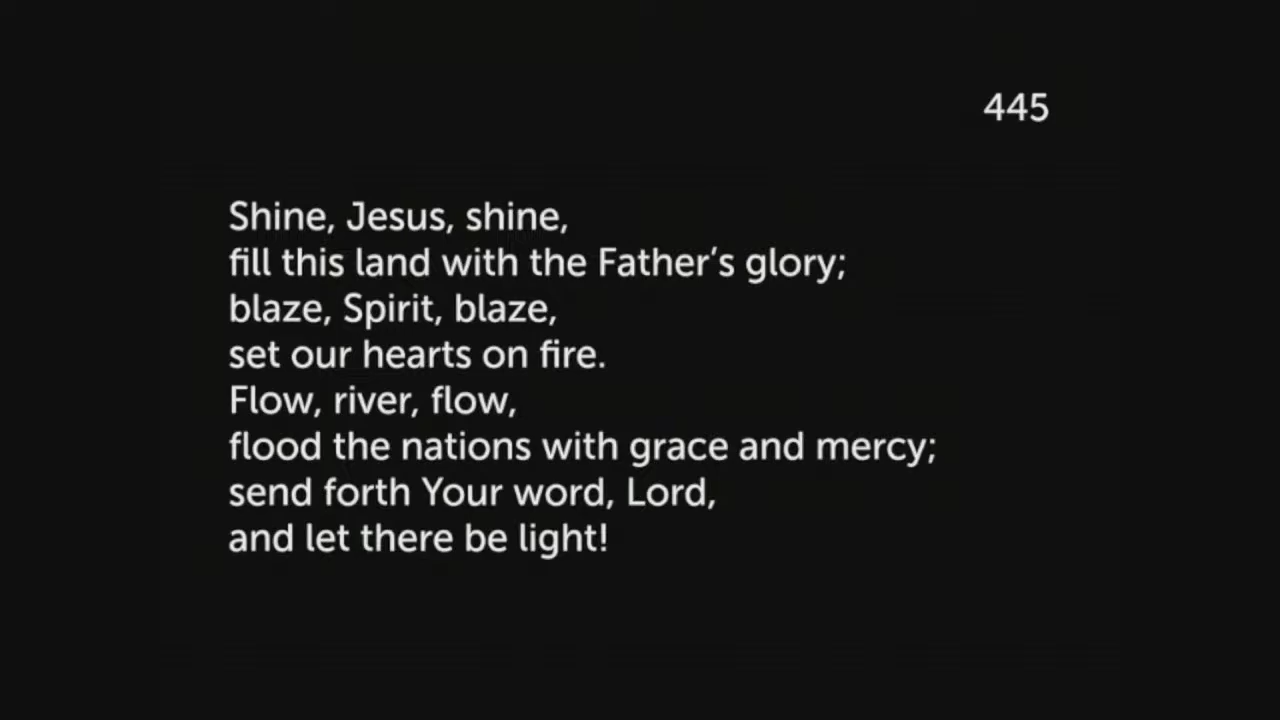 445
Shine, Jesus, shine,
fill this land with the Father's glory;
blaze, Spirit, blaze,
set our hearts on fire.
Flow, river, flow,
flood the nations with grace and mercy;
send forth Your word, Lord,
and let there be light!